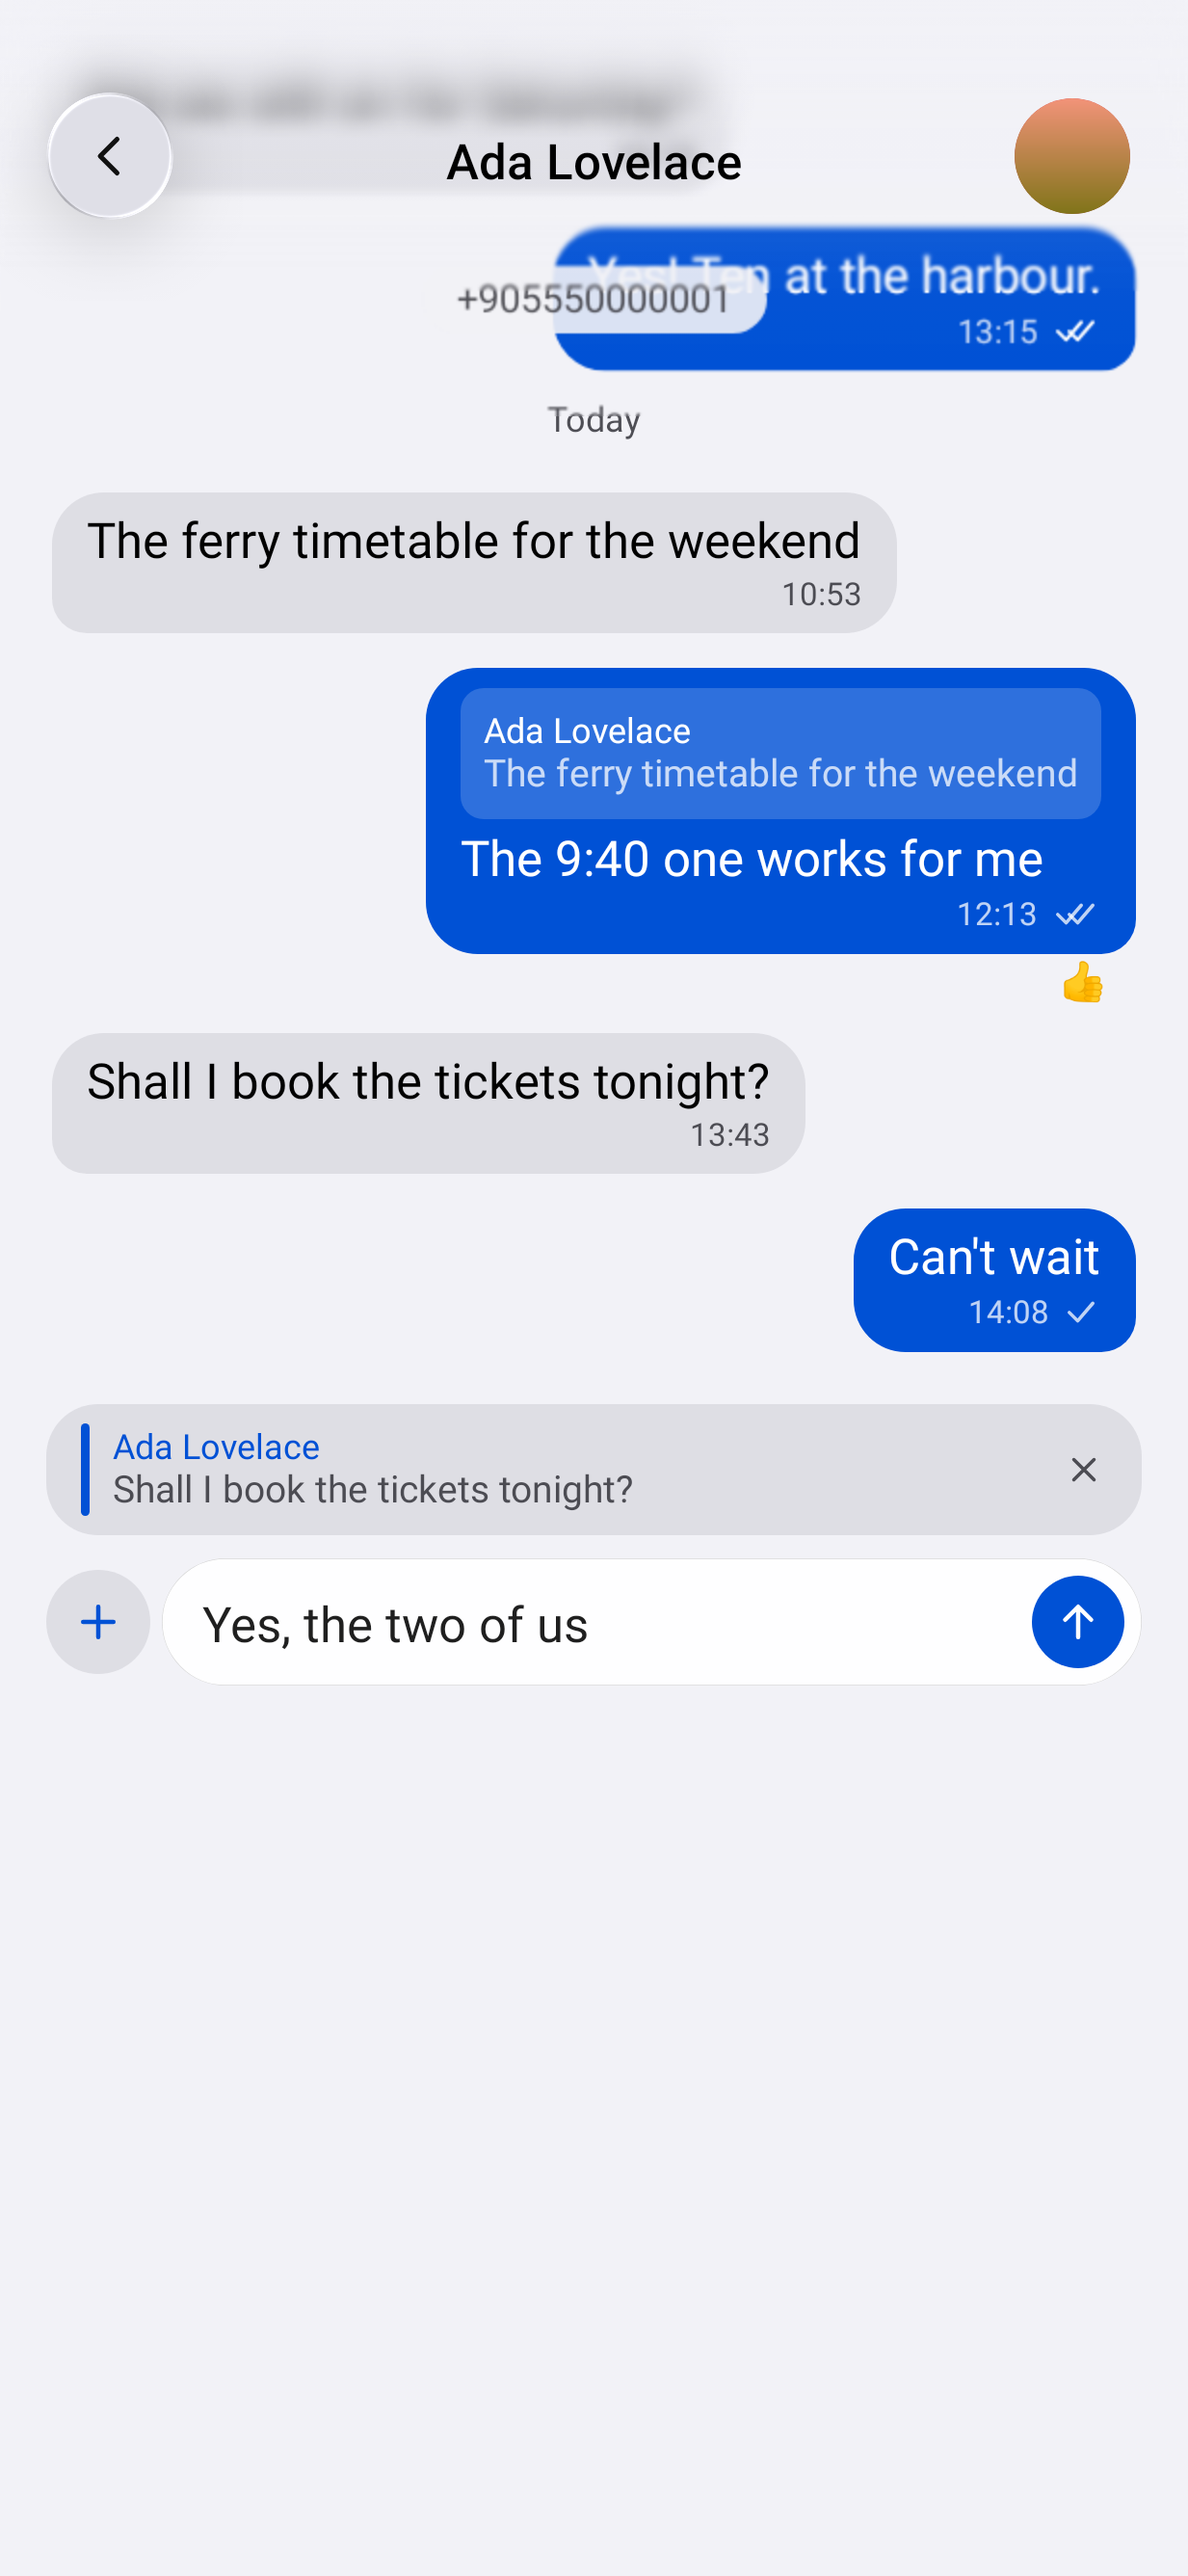 Ada Lovelace
Yes! Ten at the harbour.
+905550000001
13:15
Today
The ferry timetable for the weekend
10:53
Ada Lovelace
The ferry timetable for the weekend
The 9:40 one works for me
12:13
Shall I book the tickets tonight?
13:43
Can't wait
14:08
Ada Lovelace
Shall I book the tickets tonight?
Yes, the two of us